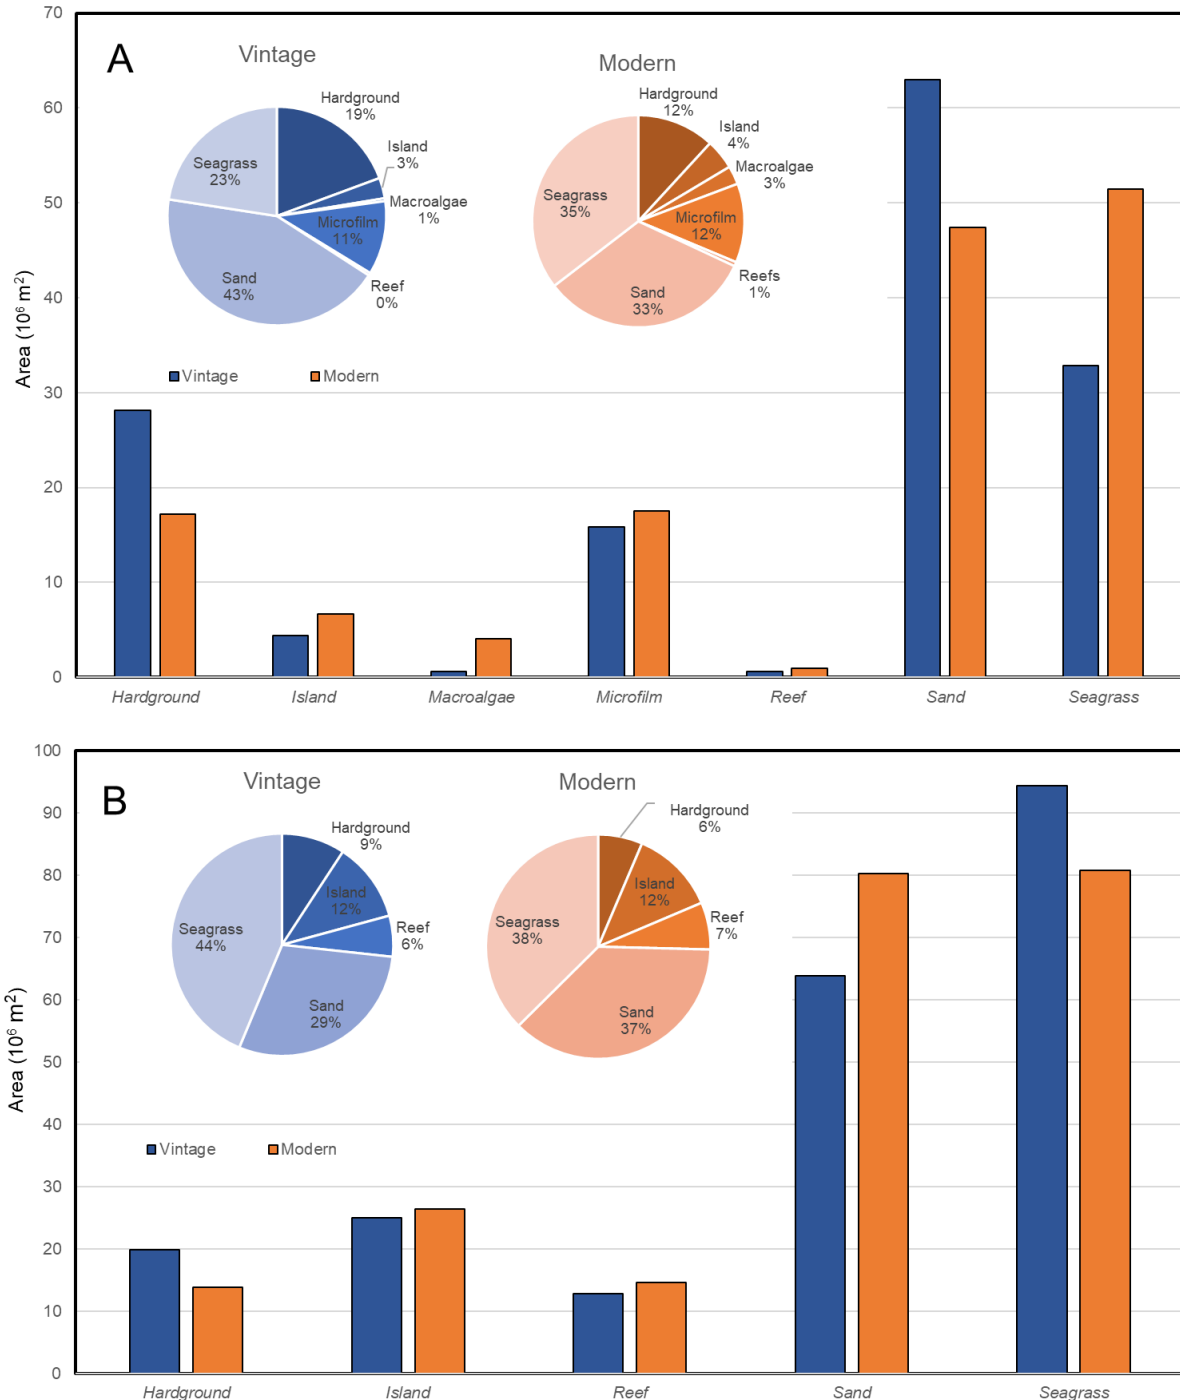 A
Vintage
Hardground
19%
Island
3%
Macroalgae
1%
Microfilm
11%
Reef
0%
Sand
43%
Seagrass
23%
Modern
Hardground
12%
Island
4%
Macroalgae
3%
Microfilm
12%
Reefs
1%
Sand
33%
Seagrass
35%
Vintage
Modern
Area (10⁶ m²)
70
60
50
40
30
20
10
0
Hardground
Island
Macroalgae
Microfilm
Reef
Sand
Seagrass
B
Vintage
Hardground
9%
Island
12%
Reef
6%
Sand
29%
Seagrass
44%
Modern
Hardground
6%
Island
12%
Reef
7%
Sand
37%
Seagrass
38%
Vintage
Modern
Area (10⁶ m²)
100
90
80
70
60
50
40
30
20
10
0
Hardground
Island
Reef
Sand
Seagrass